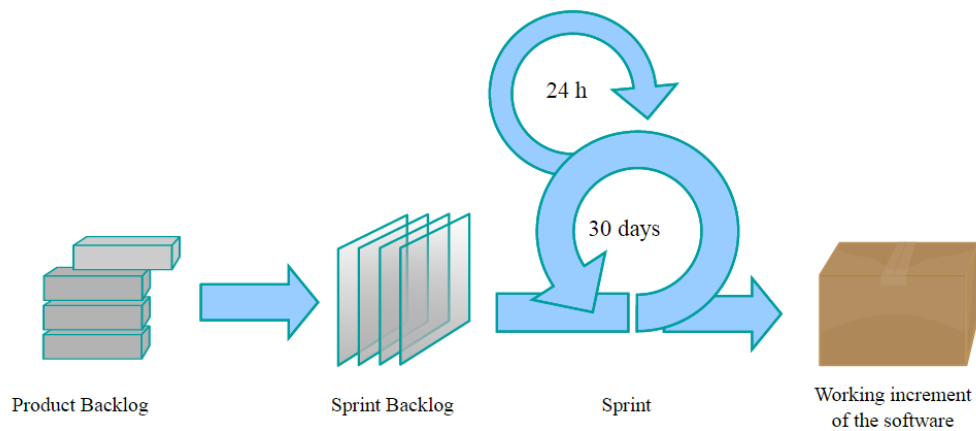 24 h
30 days
Product Backlog
Sprint Backlog
Sprint
Working increment
of the software